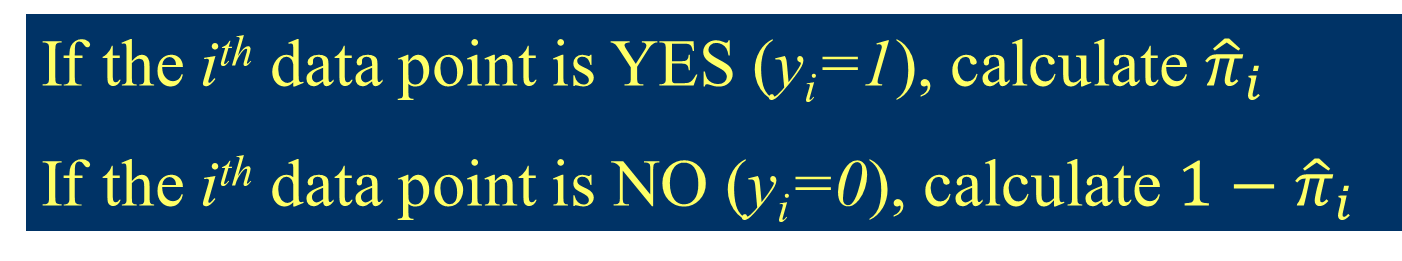 If the iᵗʰ data point is YES (yᵢ=1), calculate π̂ᵢ
If the iᵗʰ data point is NO (yᵢ=0), calculate 1 − π̂ᵢ